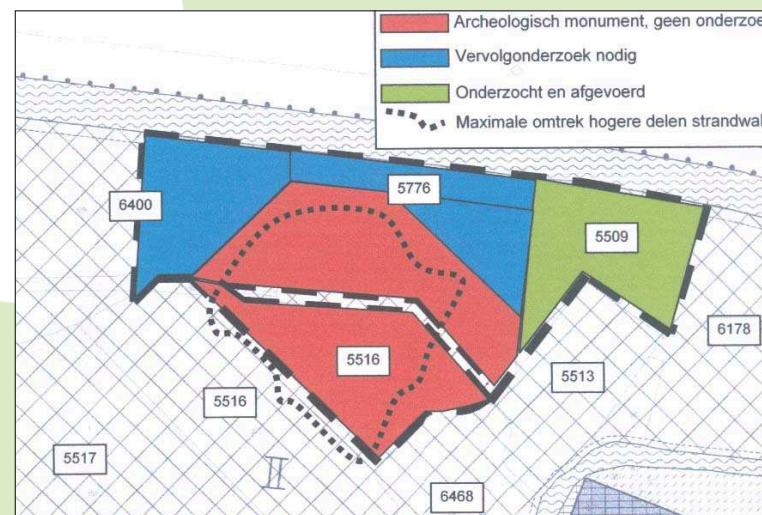 Archeologisch monument, geen onderzoe
Vervolgonderzoek nodig
Onderzocht en afgevoerd
Maximale omtrek hogere delen strandwal
5776
6400
5509
6178
5516
5513
5516
5517
6468